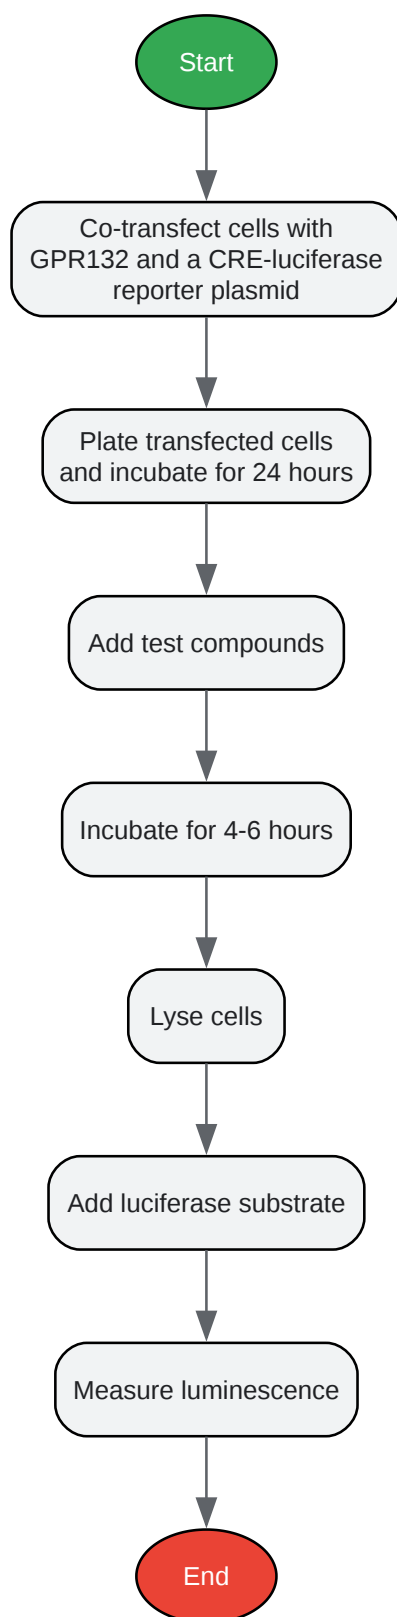 Start
Co-transfect cells with
GPR132 and a CRE-luciferase
reporter plasmid
Plate transfected cells
and incubate for 24 hours
Add test compounds
Incubate for 4-6 hours
Lyse cells
Add luciferase substrate
Measure luminescence
End